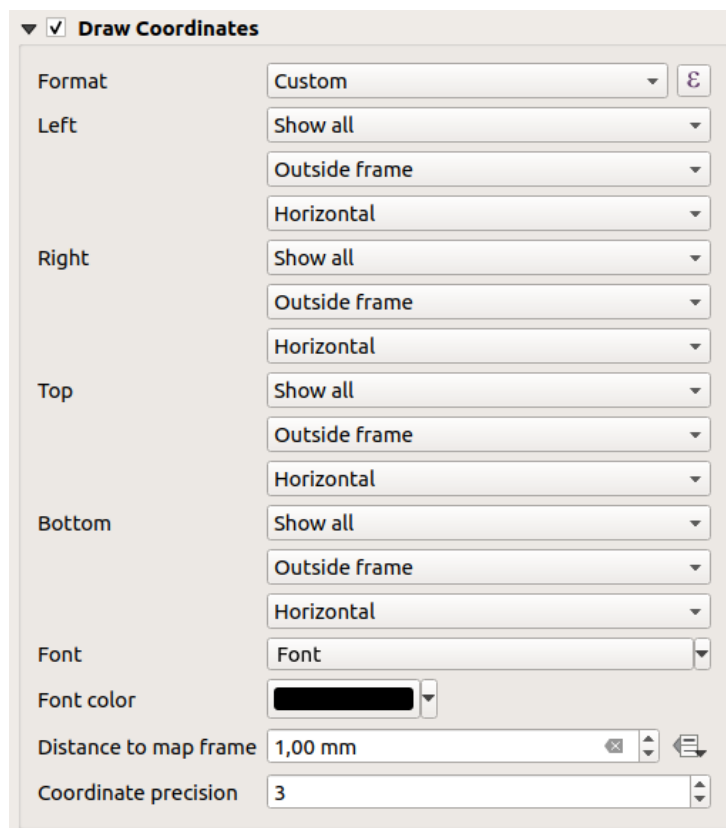 Draw Coordinates
Format Custom ε
Left Show all
Outside frame
Horizontal
Right Show all
Outside frame
Horizontal
Top Show all
Outside frame
Horizontal
Bottom Show all
Outside frame
Horizontal
Font Font
Font color
Distance to map frame 1,00 mm
Coordinate precision 3